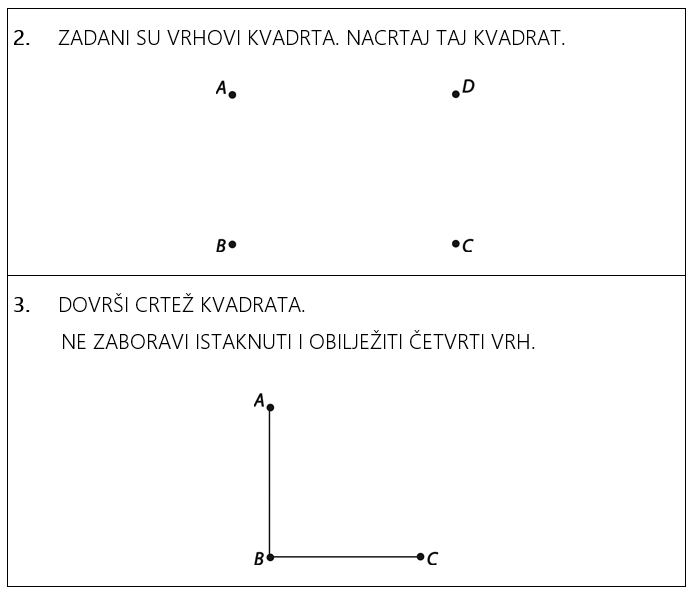 2. ZADANI SU VRHOVI KVADRTA. NACRTAJ TAJ KVADRAT.
A D
B C
3. DOVRŠI CRTEŽ KVADRATA.
NE ZABORAVI ISTAKNUTI I OBILJEŽITI ČETVRTI VRH.
A
B C